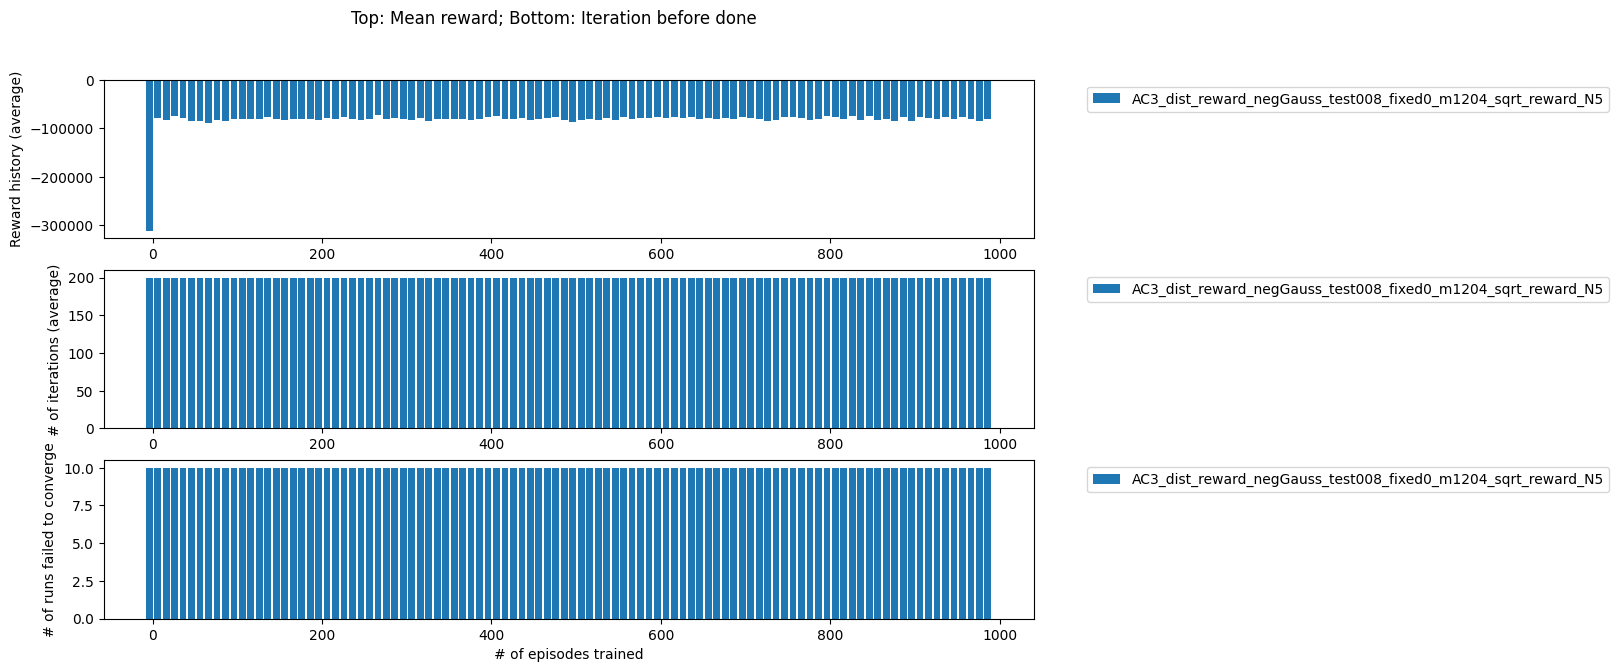 Top: Mean reward; Bottom: Iteration before done
Reward history (average)
0
−100000
−200000
−300000
0 200 400 600 800 1000
AC3_dist_reward_negGauss_test008_fixed0_m1204_sqrt_reward_N5
# of iterations (average)
200
150
100
50
0
0 200 400 600 800 1000
AC3_dist_reward_negGauss_test008_fixed0_m1204_sqrt_reward_N5
# of runs failed to converge
10.0
7.5
5.0
2.5
0.0
0 200 400 600 800 1000
# of episodes trained
AC3_dist_reward_negGauss_test008_fixed0_m1204_sqrt_reward_N5